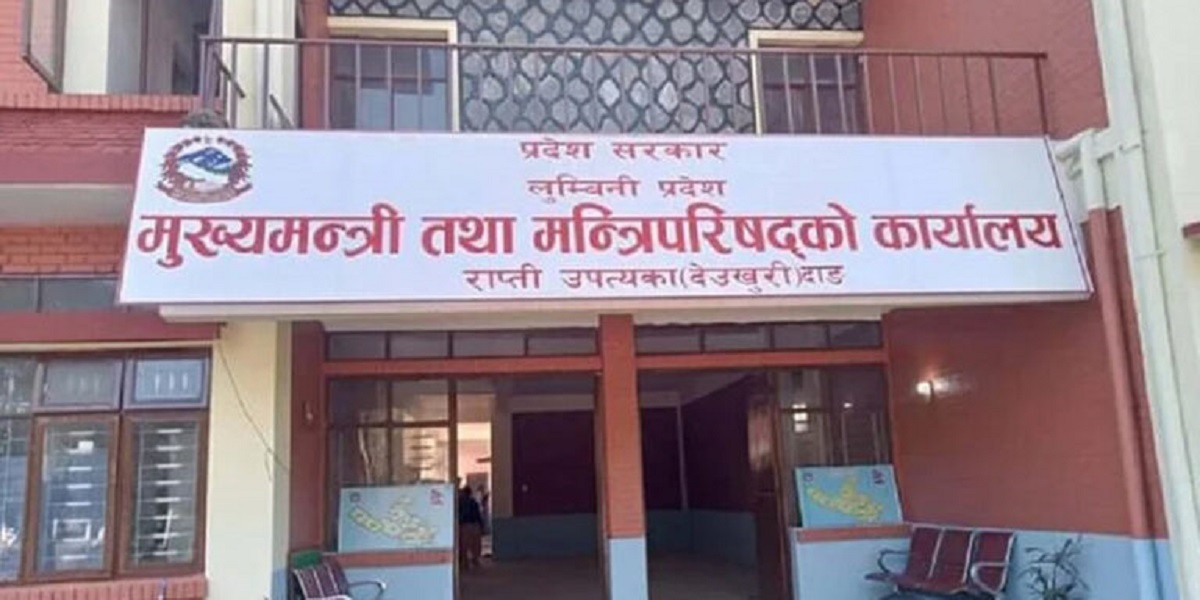 प्रदेश सरकार
लुम्बिनी प्रदेश
मुख्यमन्त्री तथा मन्त्रिपरिषद्को कार्यालय
राप्ती उपत्यका(देउखुरी)दाङ